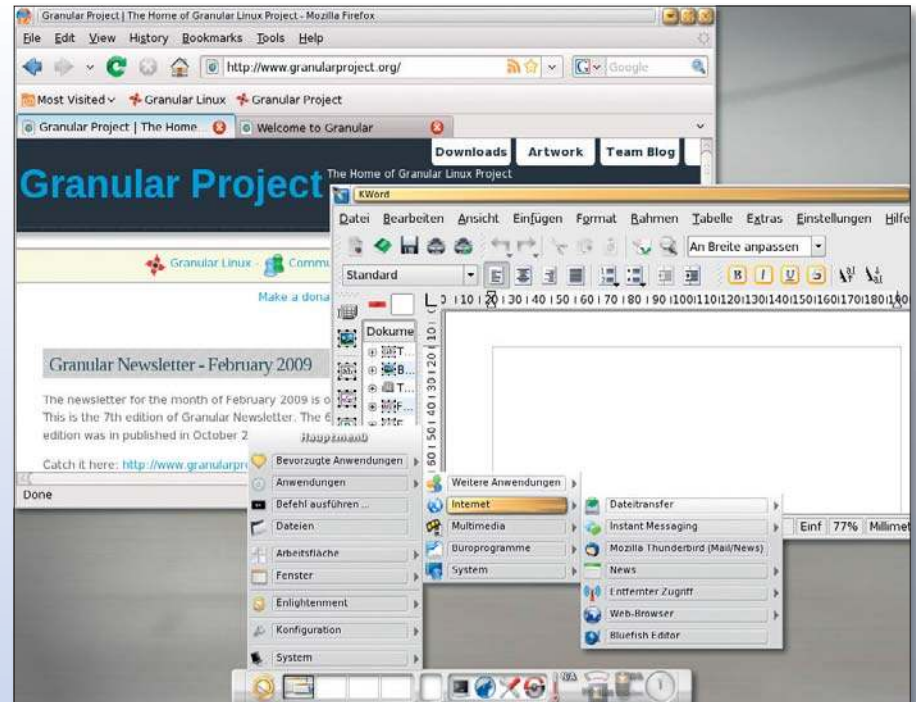 Granular Project | The Home of Granular Linux Project - Mozilla Firefox
File Edit View History Bookmarks Tools Help
http://www.granularproject.org/
Google
Most Visited Granular Linux Granular Project
Granular Project | The Home... Welcome to Granular
Downloads Artwork Team Blog
Granular Project
The Home of Granular Linux Project
Granular Linux
Make a dona
Granular Newsletter - February 2009
The newsletter for the month of February 2009 is
This is the 7th edition of Granular Newsletter. The
edition was in published in October
Catch it here: http://www.granularpr
Done
KWord
Datei Bearbeiten Ansicht Einfügen Format Rahmen Tabelle Extras Einstellungen Hilfe
An Breite anpassen
Standard
Dokume
T...
B...
T...
F...
Einf 77% Millimet
Hauptmenü
Bevorzugte Anwendungen
Anwendungen
Befehl ausführen ...
Dateien
Arbeitsfläche
Fenster
Enlightenment
Konfiguration
System
Weitere Anwendungen
Internet
Multimedia
Büroprogramme
System
Dateitransfer
Instant Messaging
Mozilla Thunderbird (Mail/News)
News
Entfernter Zugriff
Web-Browser
Bluefish Editor
N/A